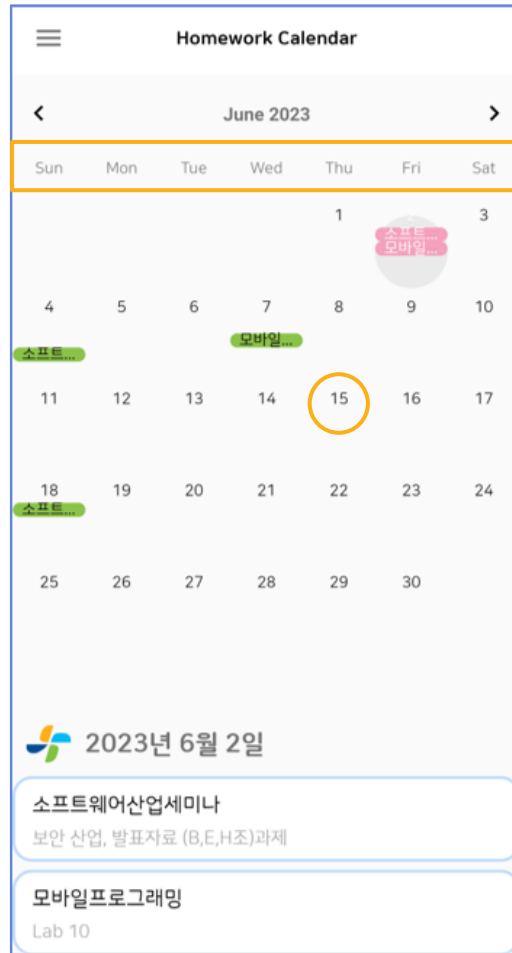 Homework Calendar
June 2023
Sun Mon Tue Wed Thu Fri Sat
1 3
소프트...
모바일...
4 5 6 7 8 9 10
소프트... 모바일...
11 12 13 14 15 16 17
18 19 20 21 22 23 24
소프트...
25 26 27 28 29 30
2023년 6월 2일
소프트웨어산업세미나
보안 산업, 발표자료 (B,E,H조)과제
모바일프로그래밍
Lab 10